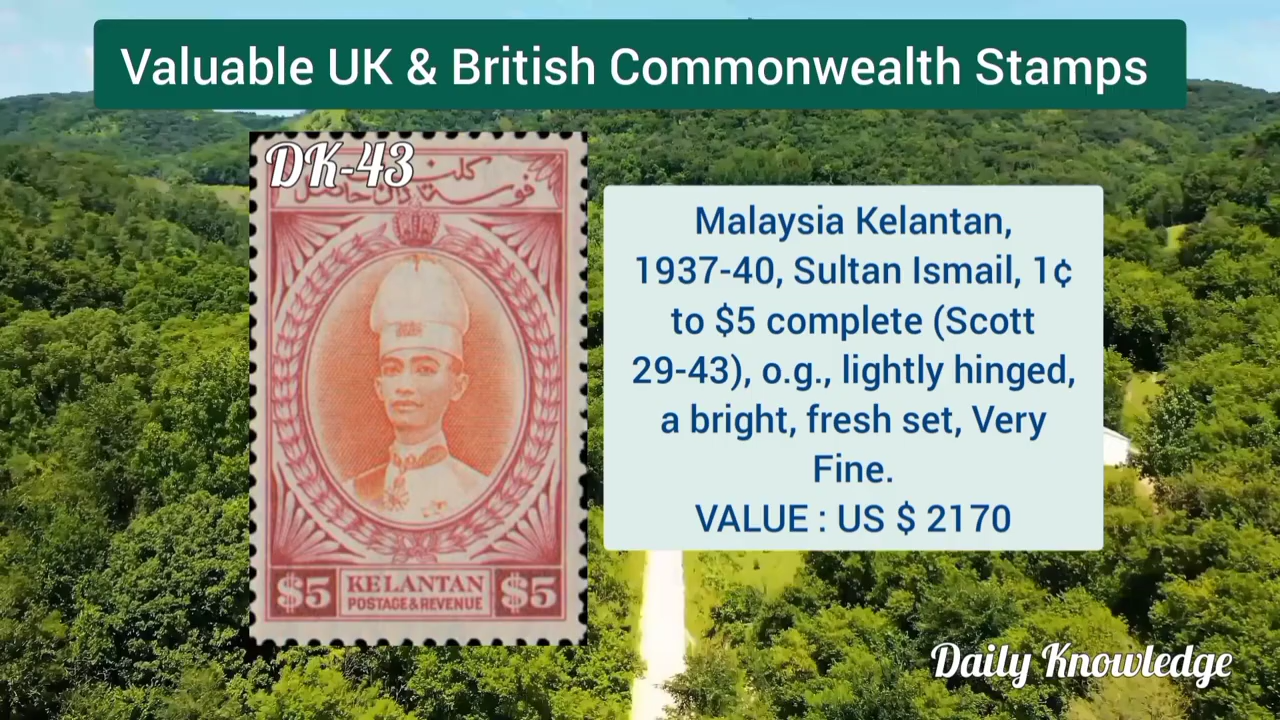 Valuable UK & British Commonwealth Stamps
DK-43
Malaysia Kelantan,
1937-40, Sultan Ismail, 1¢
to $5 complete (Scott
29-43), o.g., lightly hinged,
a bright, fresh set, Very
Fine.
VALUE : US $ 2170
$5
KELANTAN
POSTAGE & REVENUE
$5
Daily Knowledge